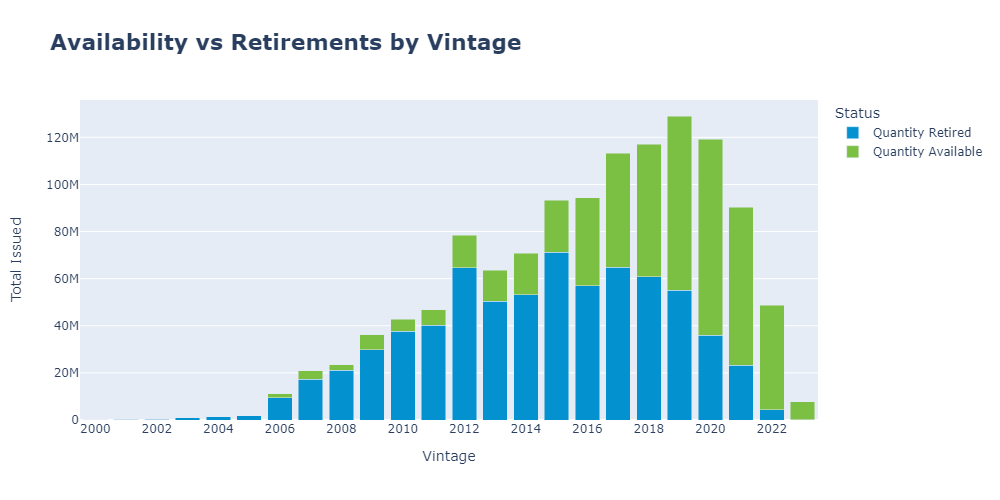 Availability vs Retirements by Vintage
Status
Quantity Retired
Quantity Available
120M
100M
80M
60M
40M
20M
0
Total Issued
2000 2002 2004 2006 2008 2010 2012 2014 2016 2018 2020 2022
Vintage